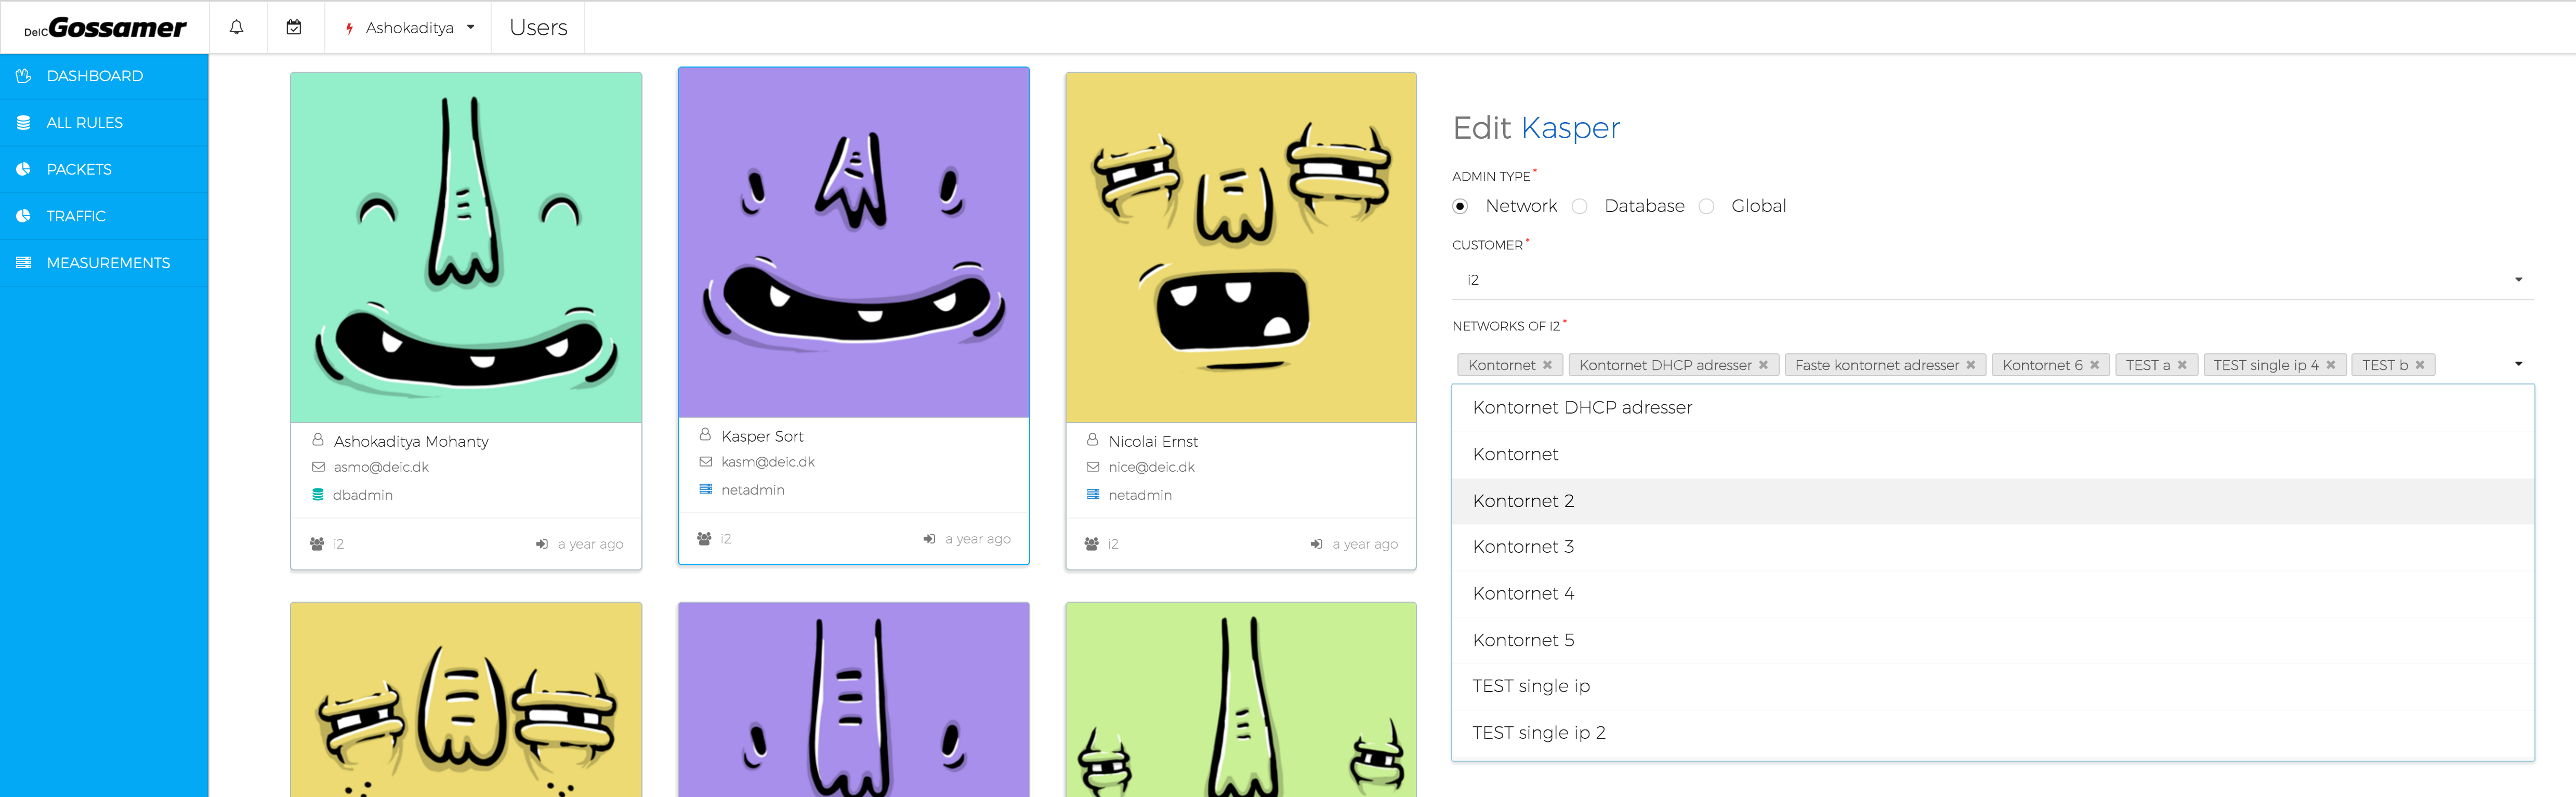 DeiC Gossamer
Ashokaditya
Users
DASHBOARD
ALL RULES
PACKETS
TRAFFIC
MEASUREMENTS
Ashokaditya Mohanty
asmo@deic.dk
dbadmin
i2 a year ago
Kasper Sort
kasm@deic.dk
netadmin
i2 a year ago
Nicolai Ernst
nice@deic.dk
netadmin
i2 a year ago
Edit Kasper
ADMIN TYPE*
Network Database Global
CUSTOMER*
i2
NETWORKS OF I2*
Kontornet Kontornet DHCP adresser Faste kontornet adresser Kontornet 6 TEST a TEST single ip 4 TEST b
Kontornet DHCP adresser
Kontornet
Kontornet 2
Kontornet 3
Kontornet 4
Kontornet 5
TEST single ip
TEST single ip 2